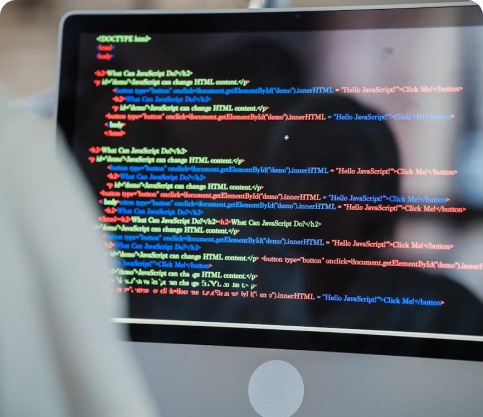 <!DOCTYPE html>
<html>
<body>
<h2>What Can JavaScript Do?</h2>
<p id="demo">JavaScript can change HTML content.</p>
<button type="button" onclick=document.getElementById("demo").innerHTML = "Hello JavaScript!"'>Click Me!</button>
<h2>What Can JavaScript Do?</h2>
<p id="demo">JavaScript can change HTML content.</p>
<button type="button" onclick=document.getElementById("demo").innerHTML = "Hello JavaScript!"'>Click Me!</button>
< body>
</html>
<h2>What Can JavaScript Do?</h2>
<p id="demo">JavaScript can change HTML content.</p>
<button type="button" onclick=document.getElementById("demo").innerHTML = "Hello JavaScript!"'>Click Me!</button>
<h2>What Can JavaScript Do?</h2>
<p id="demo">JavaScript can change HTML content.</p>
<button type="button" onclick=document.getElementById("demo").innerHTML = "Hello JavaScript!"'>Click Me!</button>
< body button type="button" onclick=document.getElementById("demo").innerHTML = "Hello JavaScript!"'>Click Me!</button>
<h2>What Can JavaScript Do?</h2>
</html><h2>What Can JavaScript Do?</h2><h2>What Can JavaScript Do?</h2>
id="demo">JavaScript can change HTML content.</p>
button type="button" onclick=document.getElementById("demo").innerHTML = "Hello JavaScript!"'>Click Me!</button>
What Can JavaScript Do?</h2>
id="demo">JavaScript can change HTML content.</p> <button type="button" onclick=document.getElementById("demo").innerHTML
JavaScript!"'>Click Me!</button>
"demo">JavaScript can change HTML content.</p>
.innerHTML = "Hello JavaScript!"'>Click Me!</button>